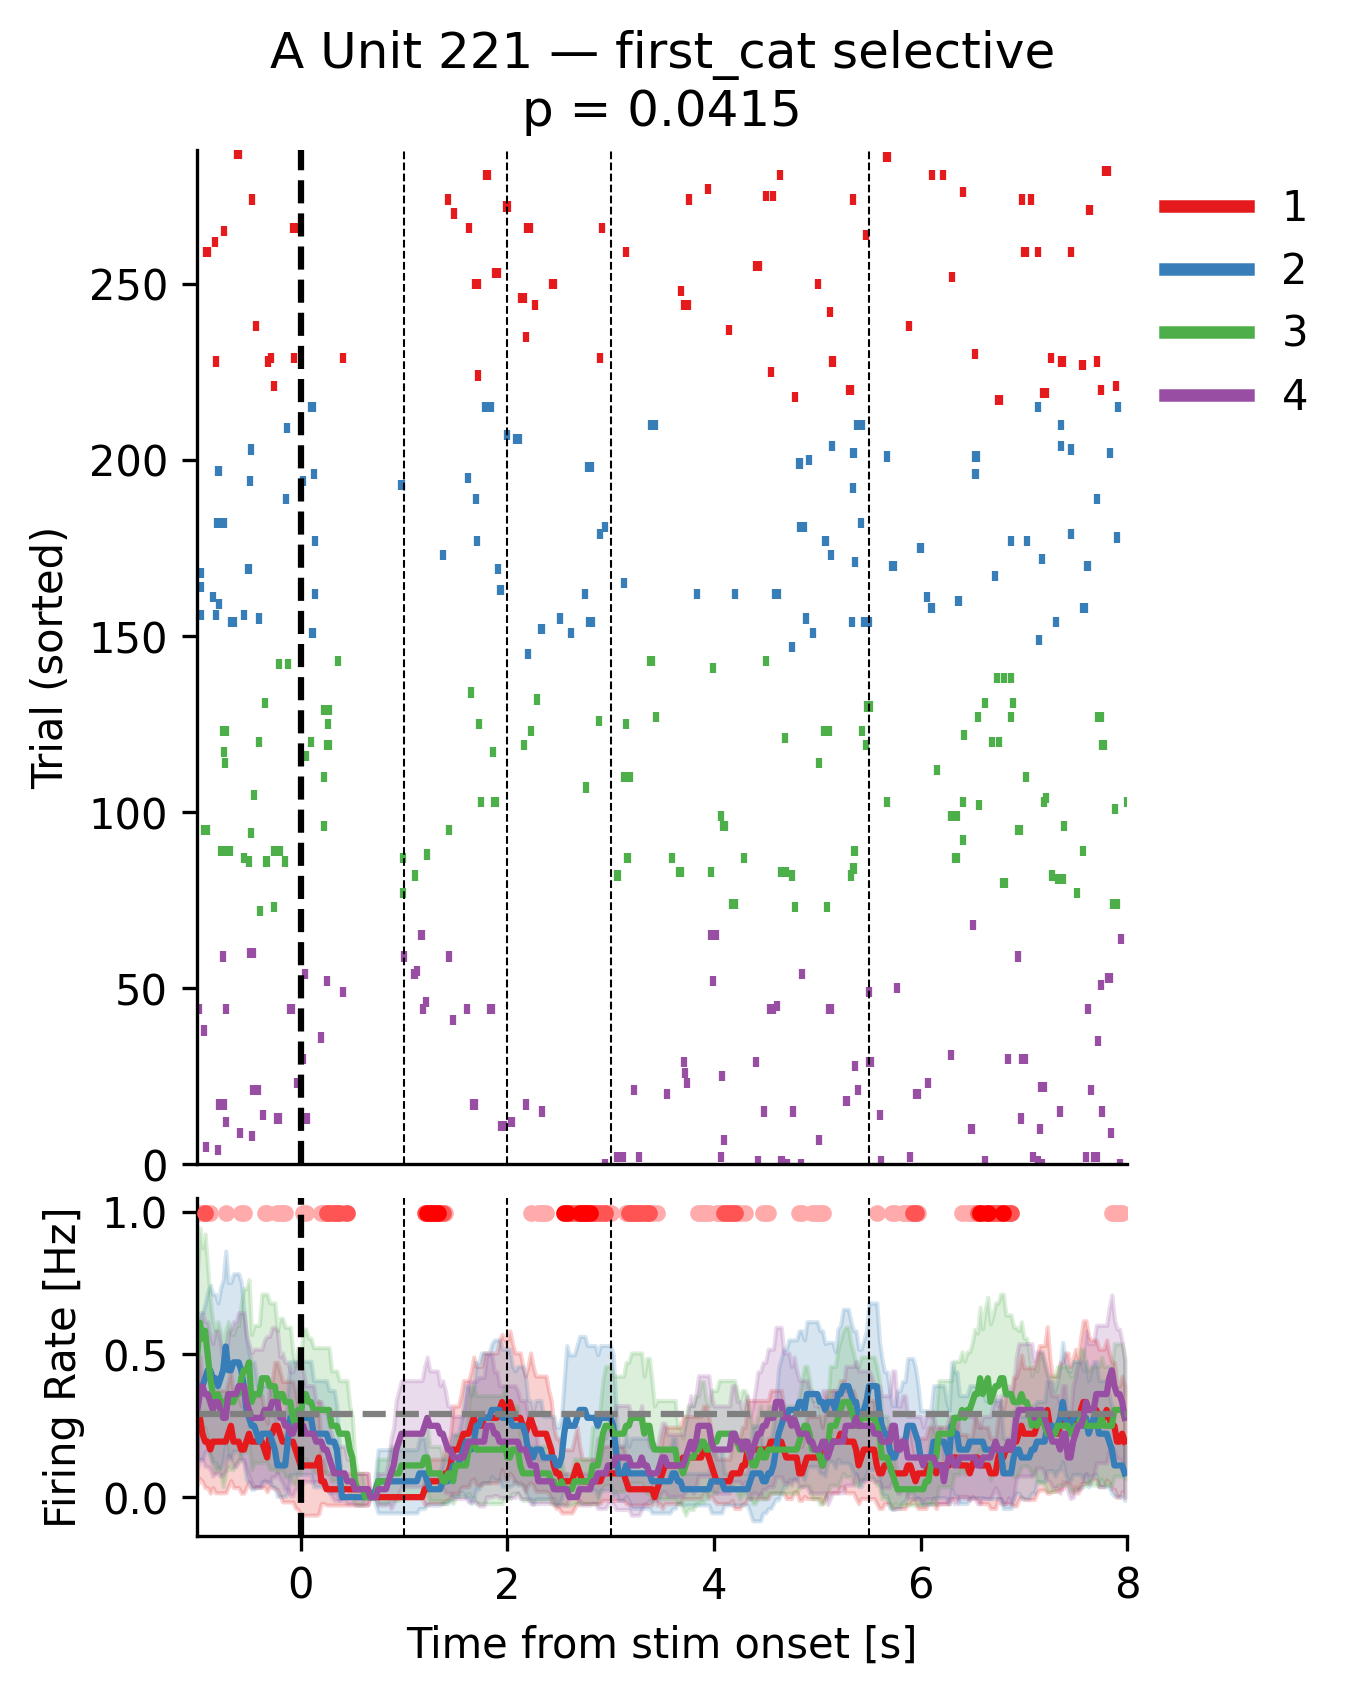 A Unit 221 — first_cat selective
p = 0.0415
Trial (sorted)
250
200
150
100
50
0
1
2
3
4
Firing Rate [Hz]
1.0
0.5
0.0
0 2 4 6 8
Time from stim onset [s]